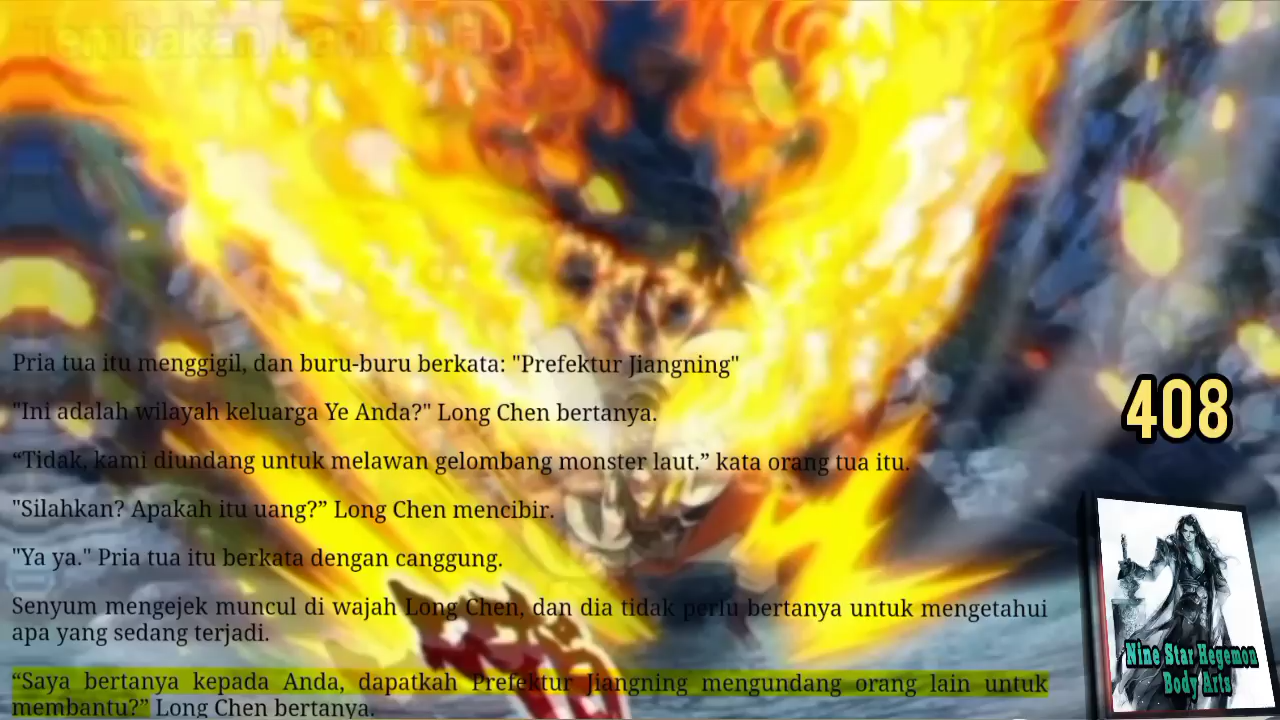 Tembakan
Pria tua itu menggigil, dan buru-buru berkata: "Prefektur Jiangning"
"Ini adalah wilayah keluarga Ye Anda?" Long Chen bertanya.
“Tidak, kami diundang untuk melawan gelombang monster laut.” kata orang tua itu.
"Silahkan? Apakah itu uang?” Long Chen mencibir.
"Ya ya." Pria tua itu berkata dengan canggung.
Senyum mengejek muncul di wajah Long Chen, dan dia tidak perlu bertanya untuk mengetahui
apa yang sedang terjadi.
“Saya bertanya kepada Anda, dapatkah Prefektur Jiangning mengundang orang lain untuk
membantu?” Long Chen bertanya.
408
Nine Star Hegemon
Body Arts